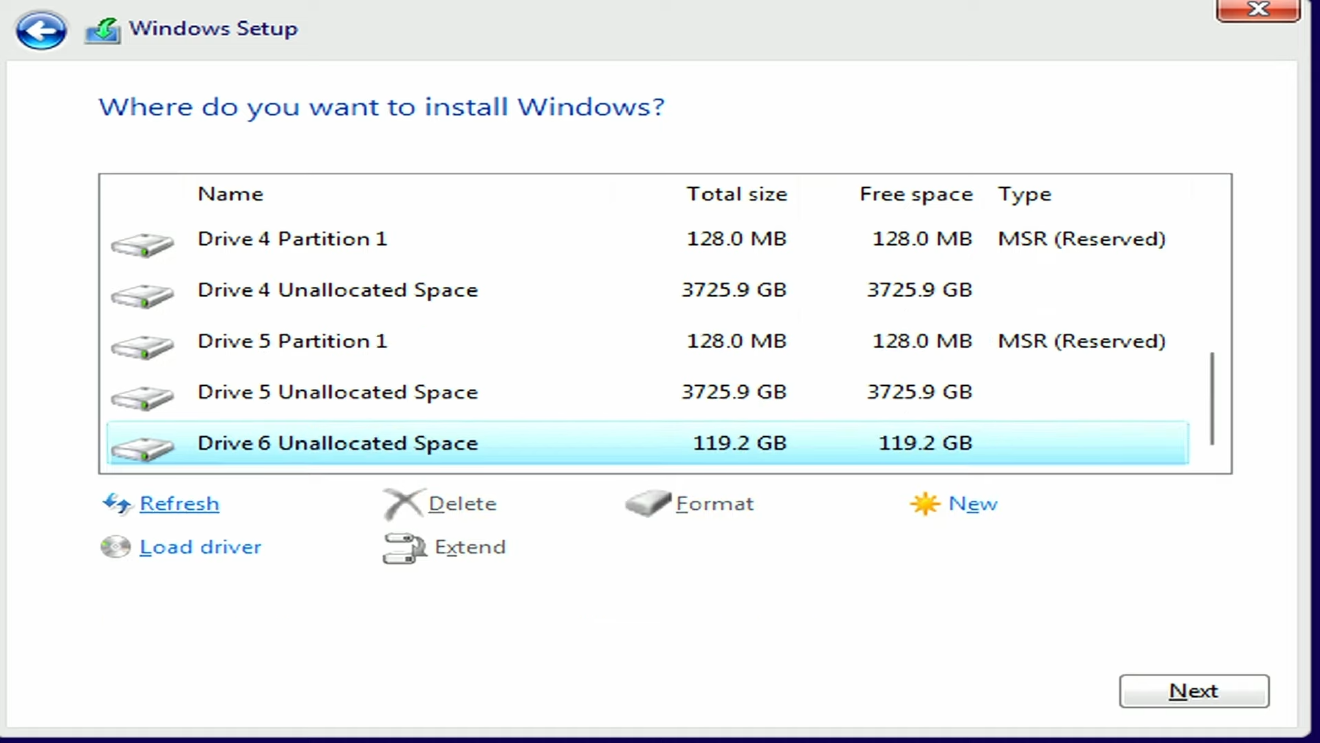 Windows Setup
Where do you want to install Windows?
Name Total size Free space Type
Drive 4 Partition 1 128.0 MB 128.0 MB MSR (Reserved)
Drive 4 Unallocated Space 3725.9 GB 3725.9 GB
Drive 5 Partition 1 128.0 MB 128.0 MB MSR (Reserved)
Drive 5 Unallocated Space 3725.9 GB 3725.9 GB
Drive 6 Unallocated Space 119.2 GB 119.2 GB
Refresh Delete Format New
Load driver Extend
Next